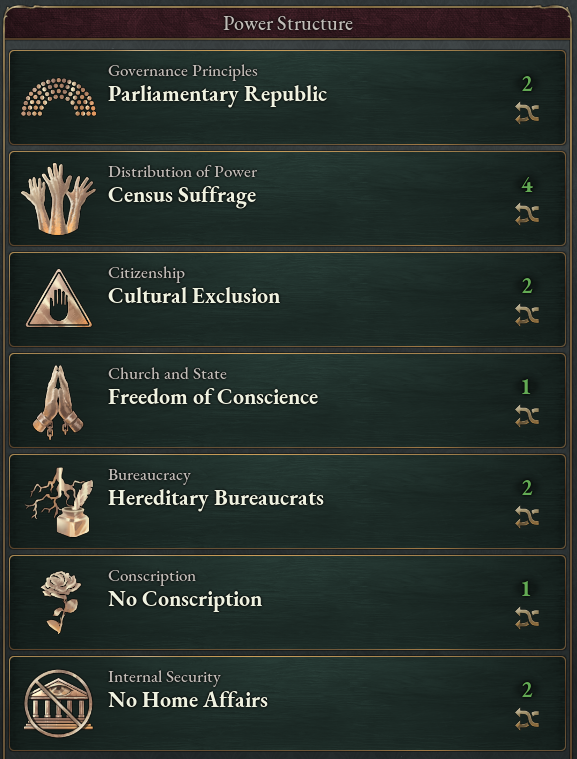 Power Structure
Governance Principles
Parliamentary Republic
2
Distribution of Power
Census Suffrage
4
Citizenship
Cultural Exclusion
2
Church and State
Freedom of Conscience
1
Bureaucracy
Hereditary Bureaucrats
2
Conscription
No Conscription
1
Internal Security
No Home Affairs
2